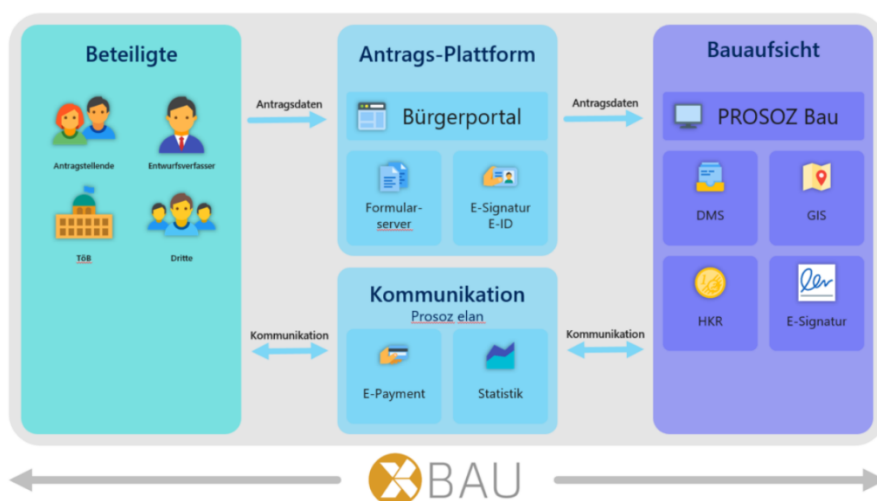 Beteiligte
Antragstellende
Entwurfsverfasser
TöB
Dritte
Antragsdaten
Kommunikation
Antrags-Plattform
Bürgerportal
Formular-
server
E-Signatur
E-ID
Kommunikation
Prosoz elan
E-Payment
Statistik
Antragsdaten
Kommunikation
Bauaufsicht
PROSOZ Bau
DMS
GIS
HKR
E-Signatur
XBAU